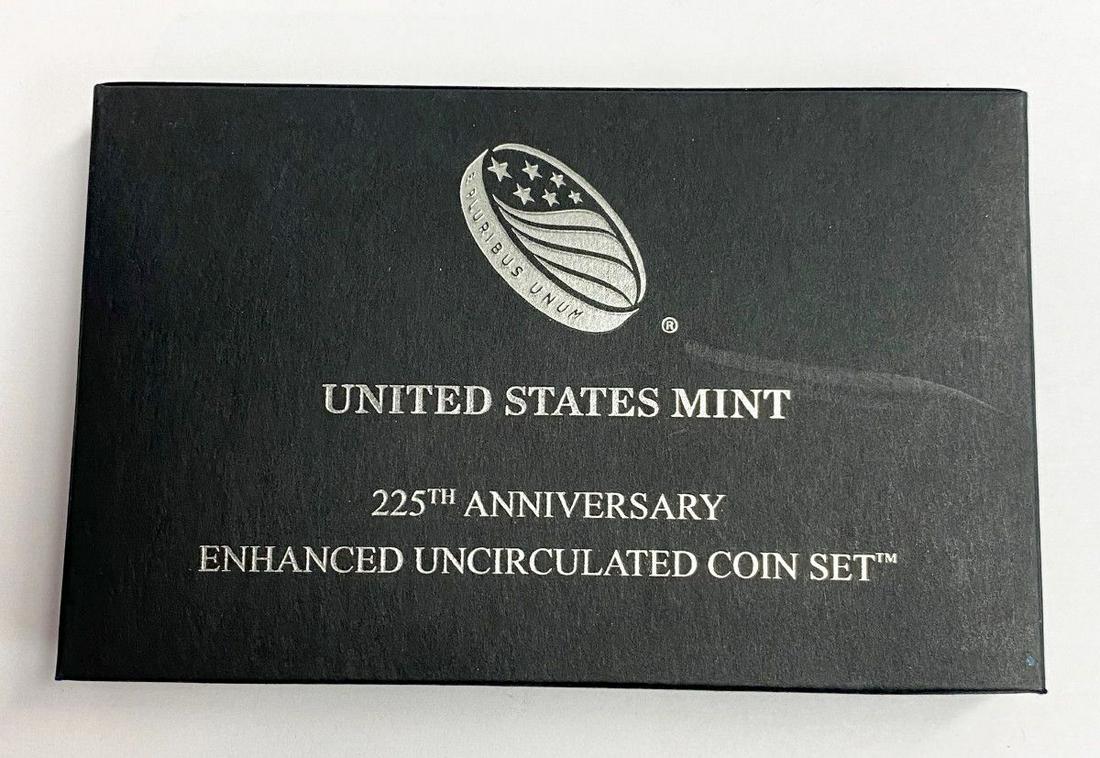 E PLURIBUS UNUM
®
UNITED STATES MINT
225TH ANNIVERSARY
ENHANCED UNCIRCULATED COIN SET™